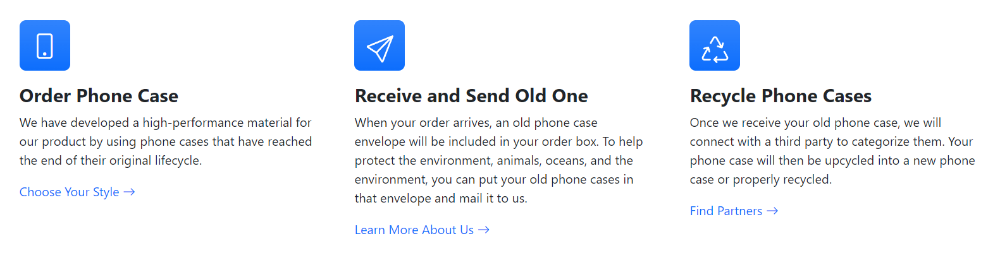 Order Phone Case
We have developed a high-performance material for
our product by using phone cases that have reached
the end of their original lifecycle.
Choose Your Style →
Receive and Send Old One
When your order arrives, an old phone case
envelope will be included in your order box. To help
protect the environment, animals, oceans, and the
environment, you can put your old phone cases in
that envelope and mail it to us.
Learn More About Us →
Recycle Phone Cases
Once we receive your old phone case, we will
connect with a third party to categorize them. Your
phone case will then be upcycled into a new phone
case or properly recycled.
Find Partners →